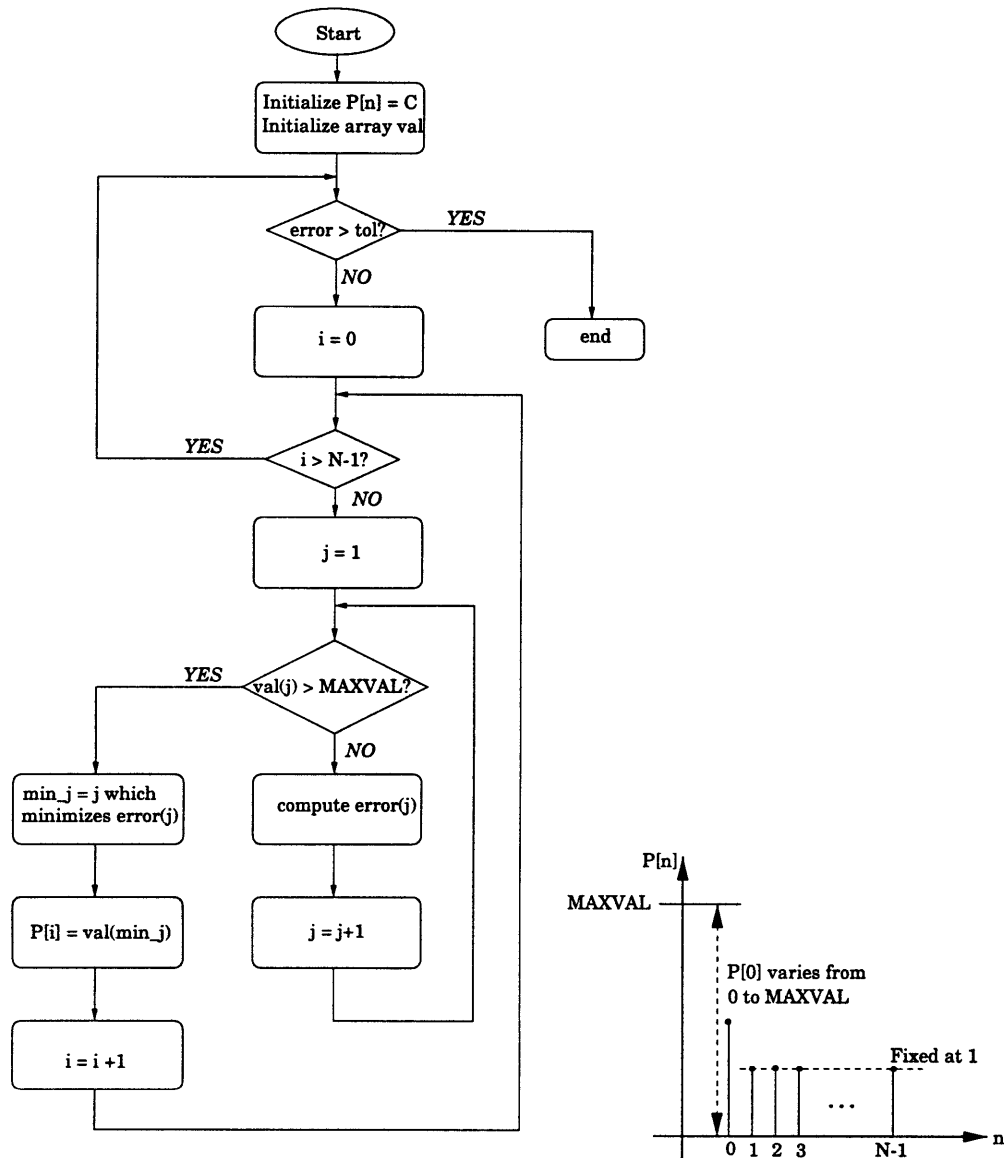 Start
Initialize P[n] = C
Initialize array val
error > tol?
YES
NO
end
i = 0
YES
i > N-1?
NO
j = 1
YES
val(j) > MAXVAL?
NO
min_j = j which
minimizes error(j)
compute error(j)
P[i] = val(min_j)
j = j+1
i = i +1
P[n]
MAXVAL
P[0] varies from
0 to MAXVAL
Fixed at 1
...
n
0 1 2 3 N-1